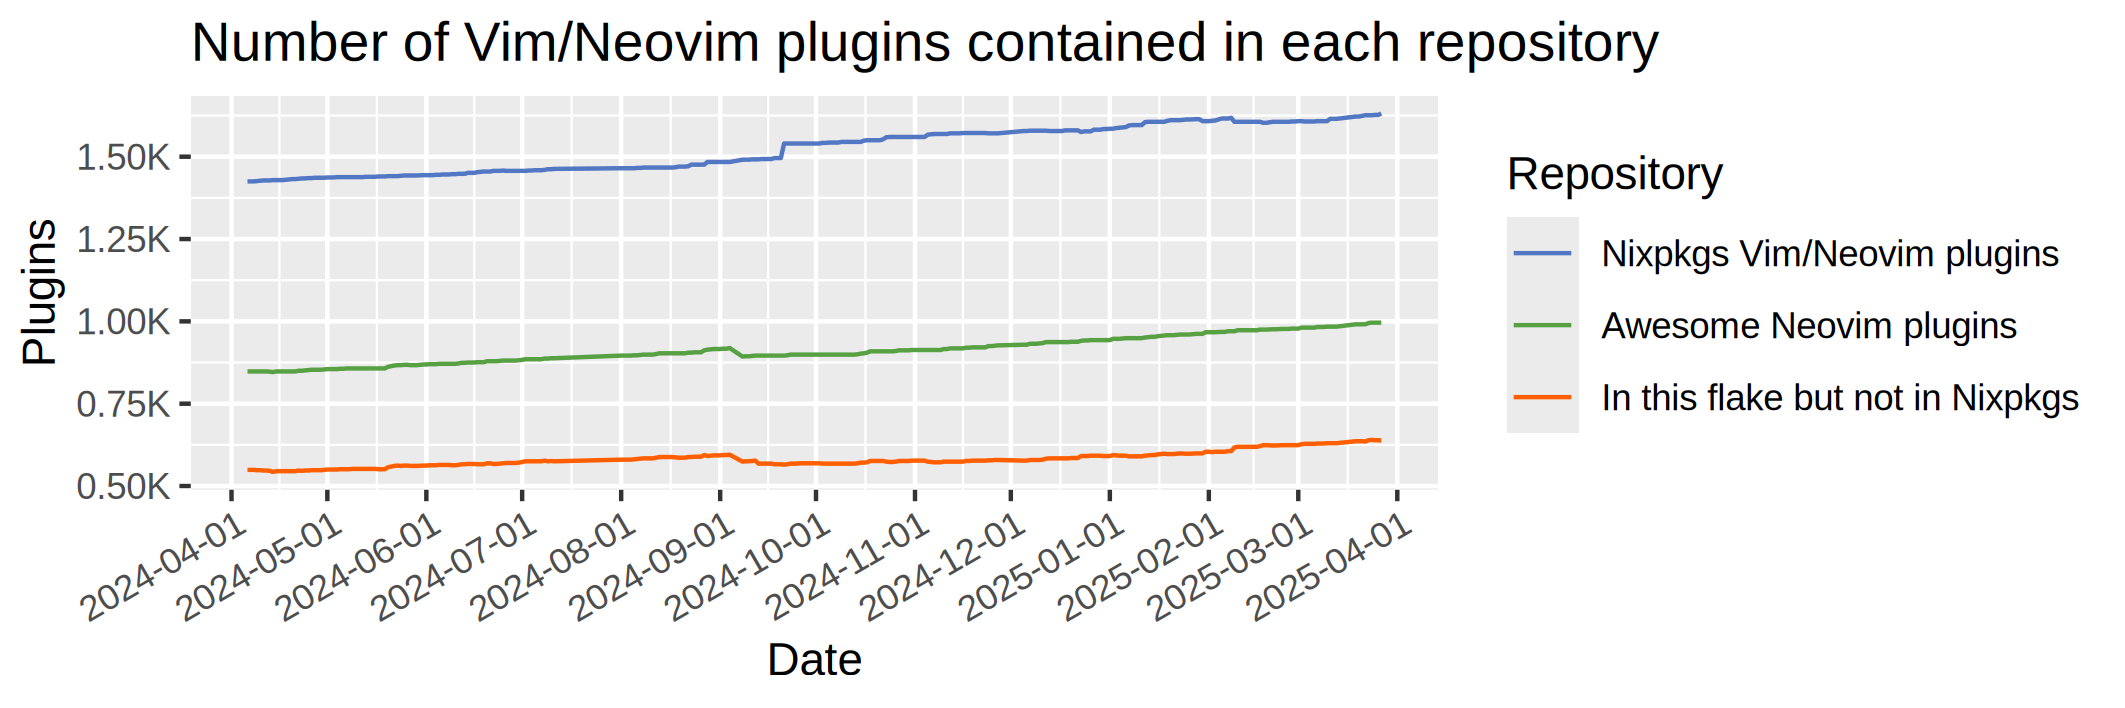 Number of Vim/Neovim plugins contained in each repository
Plugins
1.50K
1.25K
1.00K
0.75K
0.50K
2024-04-01
2024-05-01
2024-06-01
2024-07-01
2024-08-01
2024-09-01
2024-10-01
2024-11-01
2024-12-01
2025-01-01
2025-02-01
2025-03-01
2025-04-01
Date
Repository
Nixpkgs Vim/Neovim plugins
Awesome Neovim plugins
In this flake but not in Nixpkgs